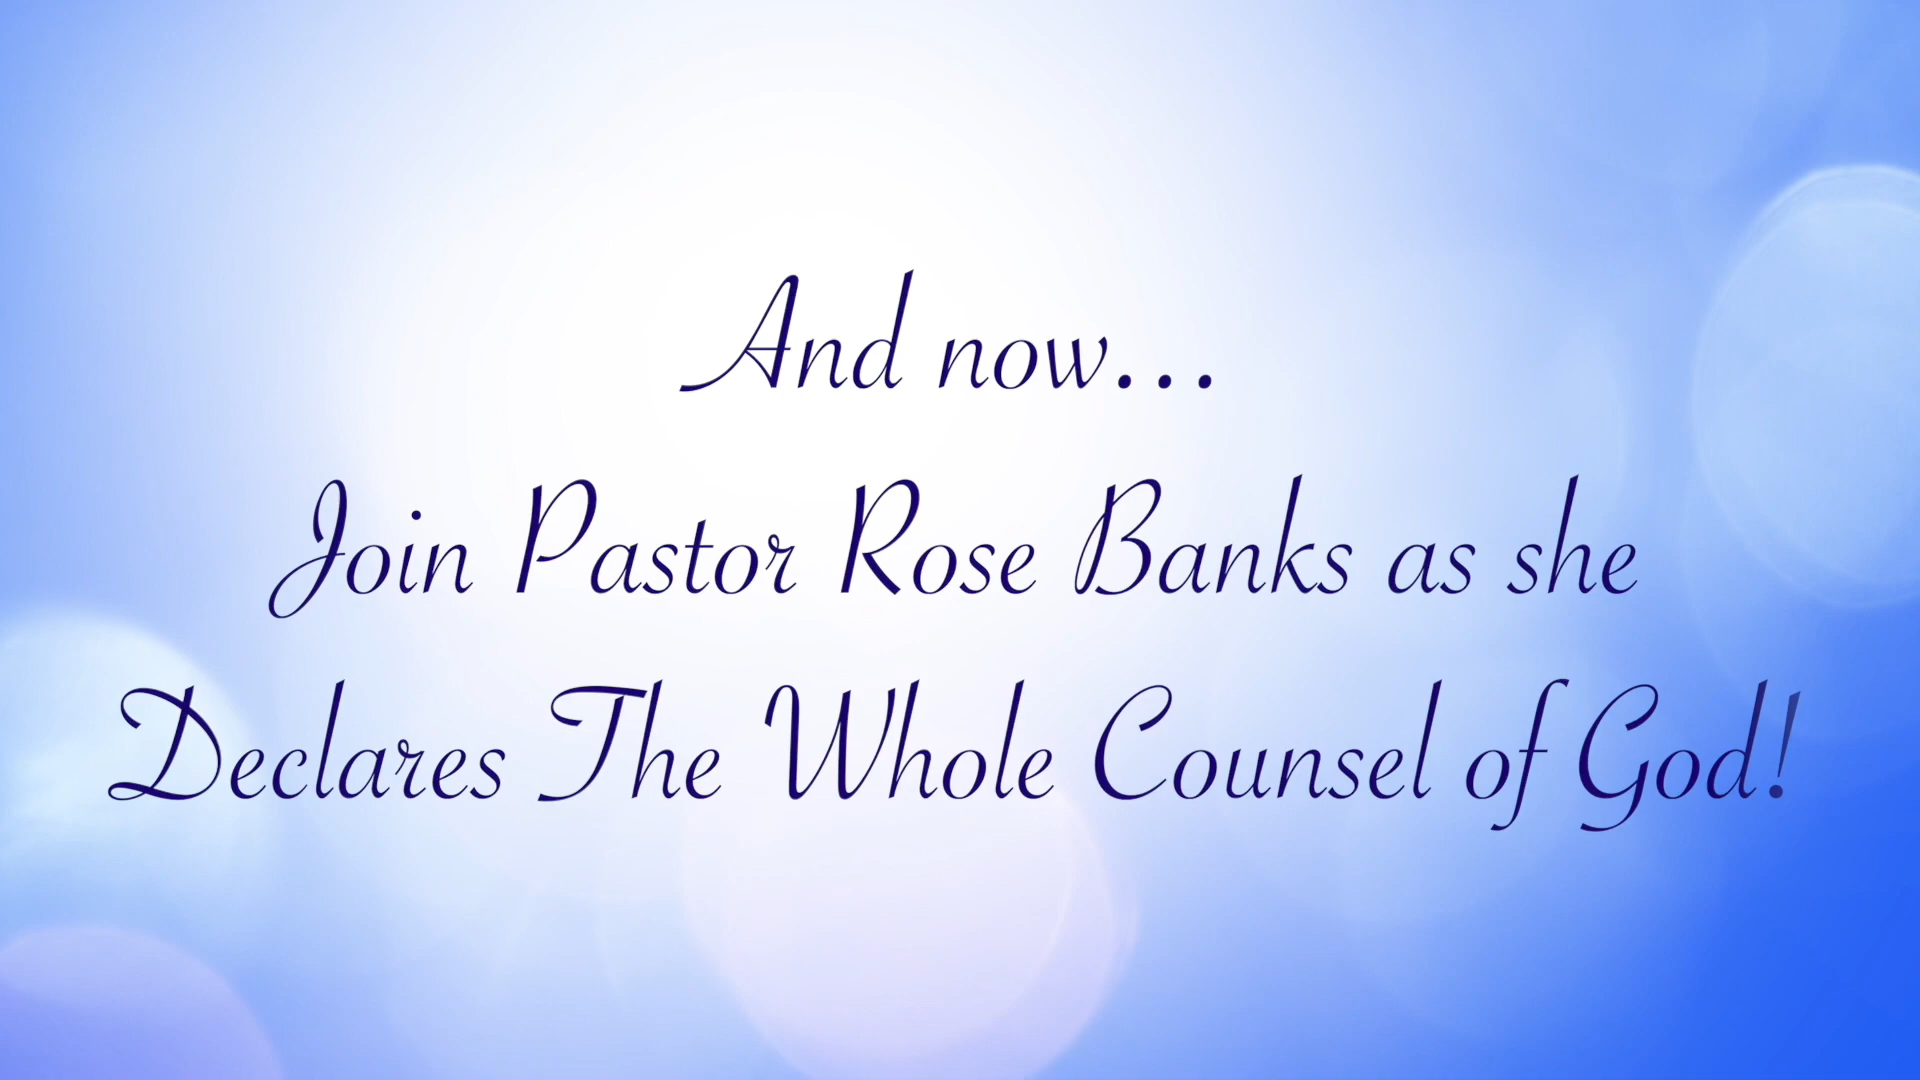 And now...
Join Pastor Rose Banks as she
Declares The Whole Counsel of God!